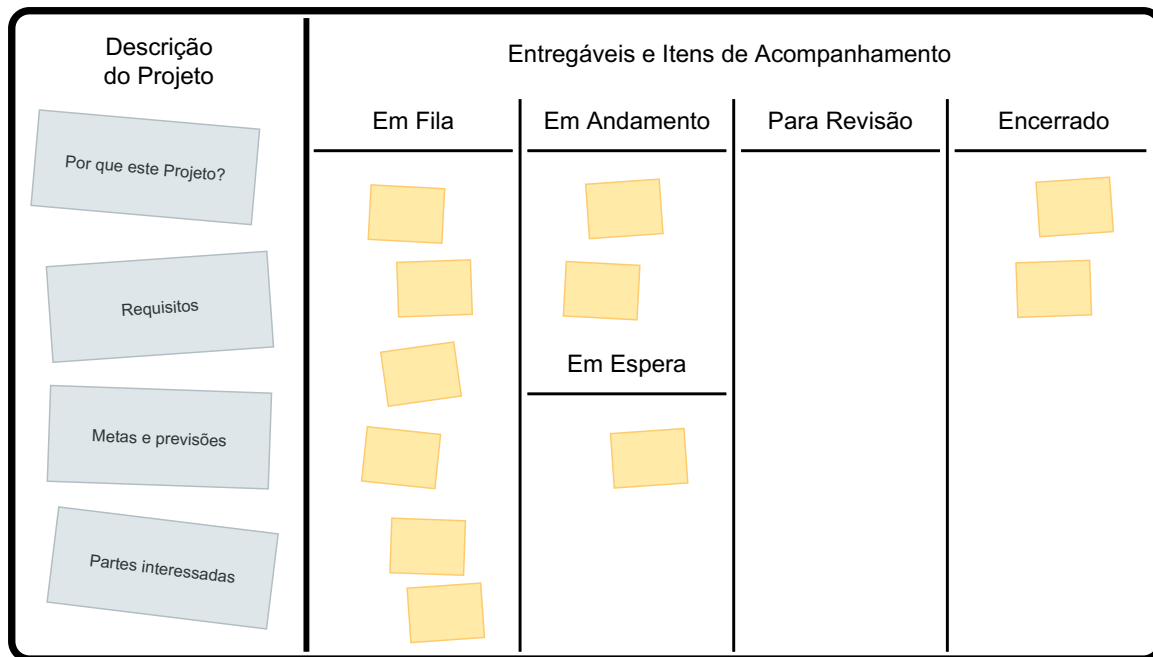 Descrição
do Projeto
Por que este Projeto?
Requisitos
Metas e previsões
Partes interessadas
Entregáveis e Itens de Acompanhamento
Em Fila
Em Andamento
Em Espera
Para Revisão
Encerrado